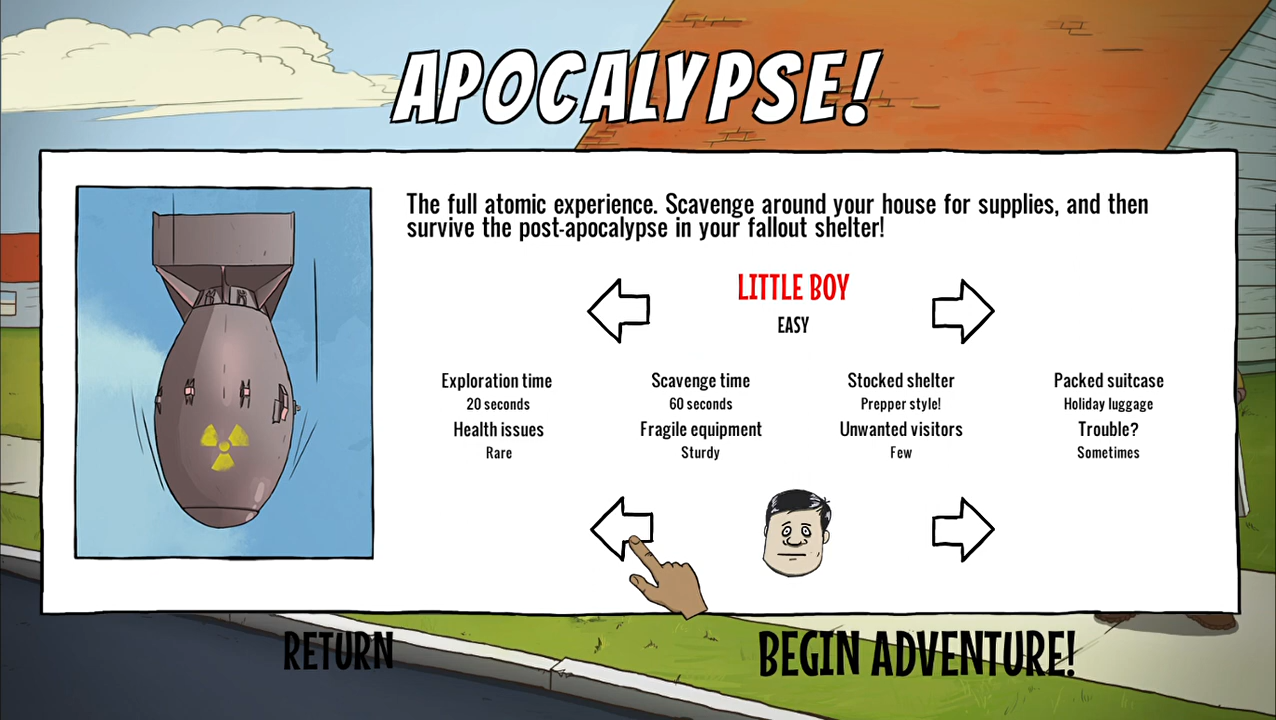 APOCALYPSE!
The full atomic experience. Scavenge around your house for supplies, and then
survive the post-apocalypse in your fallout shelter!
LITTLE BOY
EASY
Exploration time
20 seconds
Scavenge time
60 seconds
Stocked shelter
Prepper style!
Packed suitcase
Holiday luggage
Health issues
Rare
Fragile equipment
Sturdy
Unwanted visitors
Few
Trouble?
Sometimes
RETURN
BEGIN ADVENTURE!